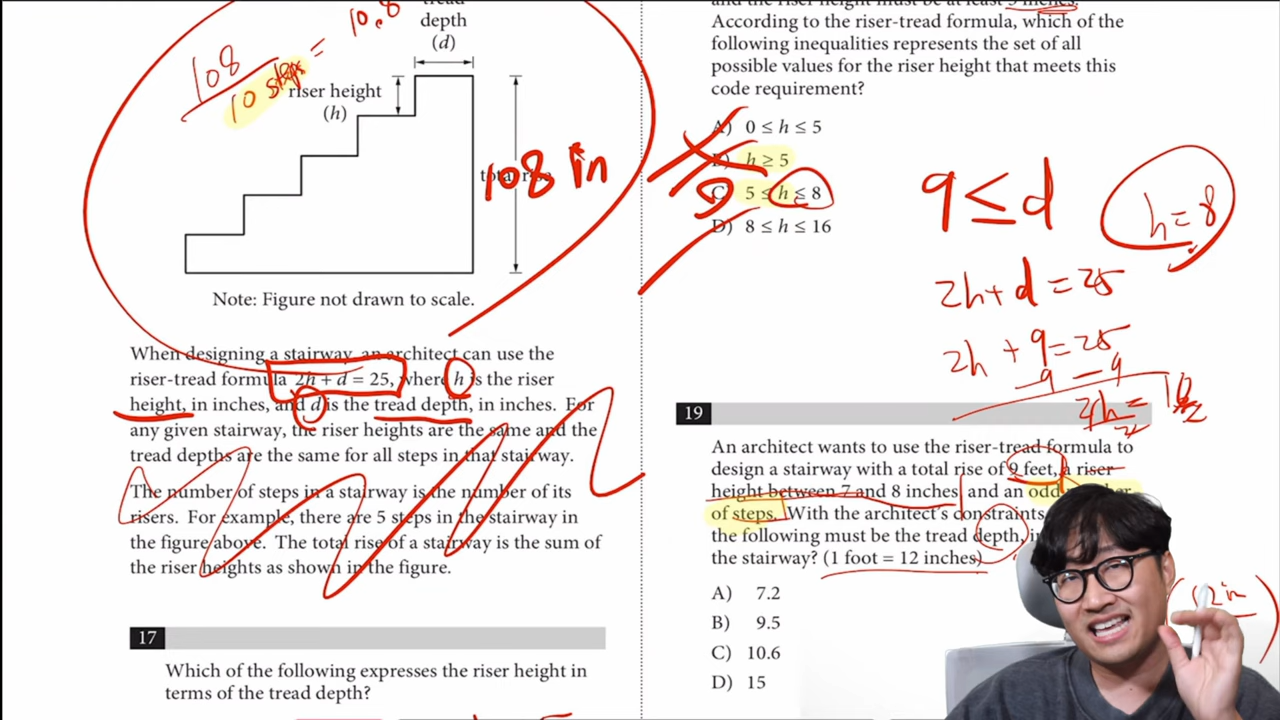 108
10 steps
= 10.8
tread
depth
(d)
riser height
(h)
total rise
108 in
Note: Figure not drawn to scale.
When designing a stairway, an architect can use the
riser-tread formula 2h + d = 25, where h is the riser
height, in inches, and d is the tread depth, in inches. For
any given stairway, the riser heights are the same and the
tread depths are the same for all steps in that stairway.
The number of steps in a stairway is the number of its
risers. For example, there are 5 steps in the stairway in
the figure above. The total rise of a stairway is the sum of
the riser heights as shown in the figure.
17
Which of the following expresses the riser height in
terms of the tread depth?
and the riser height must be at least 5 inches.
According to the riser-tread formula, which of the
following inequalities represents the set of all
possible values for the riser height that meets this
code requirement?
A) 0 ≤ h ≤ 5
B) h ≥ 5
C) 5 ≤ h ≤ 8
D) 8 ≤ h ≤ 16
9 ≤ d
h = 8
2h + d = 25
2h + 9 = 25
-9 -9
19
An architect wants to use the riser-tread formula to
design a stairway with a total rise of 9 feet, a riser
height between 7 and 8 inches, and an odd number
of steps. With the architect's constraints,
the following must be the tread depth,
the stairway? (1 foot = 12 inches)
A) 7.2
B) 9.5
C) 10.6
D) 15
12 in